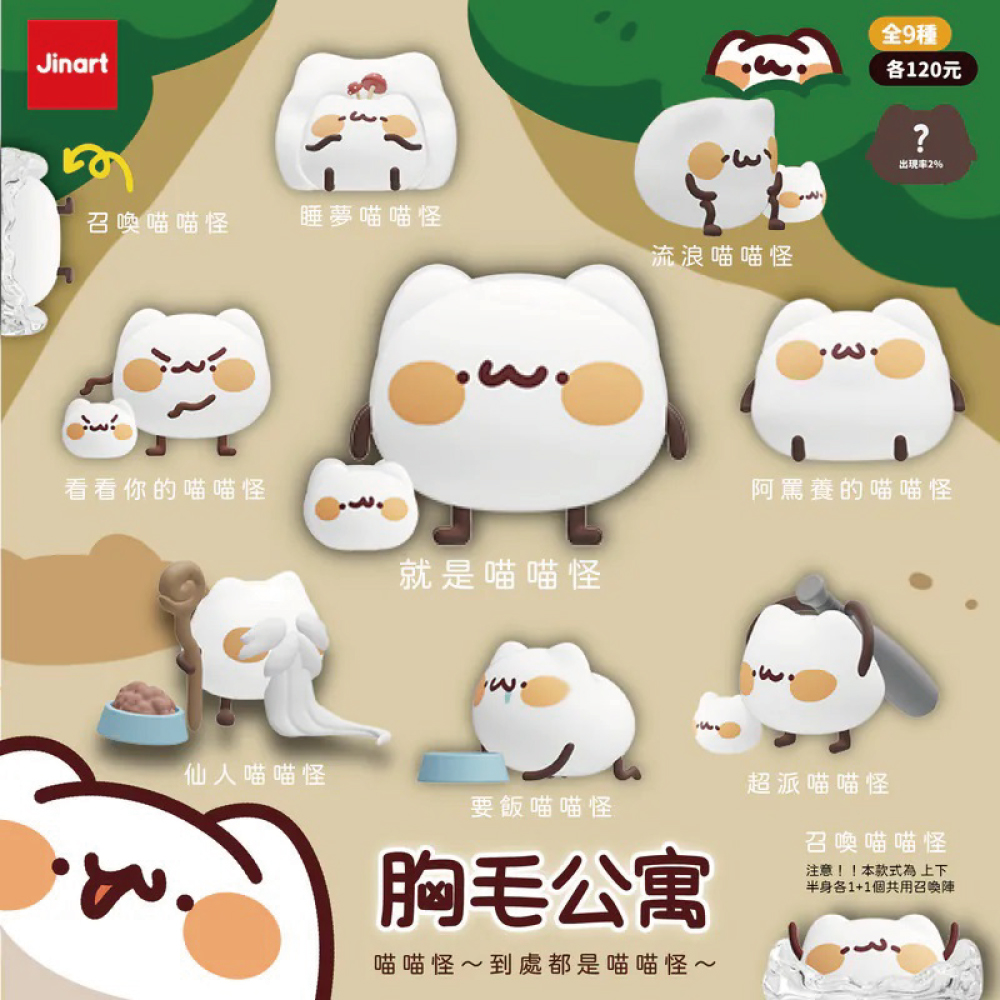 Jinart
全9種
各120元
?
出現率2%
召喚喵喵怪
睡夢喵喵怪
流浪喵喵怪
看看你的喵喵怪
就是喵喵怪
阿罵養的喵喵怪
仙人喵喵怪
要飯喵喵怪
超派喵喵怪
召喚喵喵怪
注意！！本款式為 上下
半身各1+1個共用召喚陣
胸毛公寓
喵喵怪～到處都是喵喵怪～